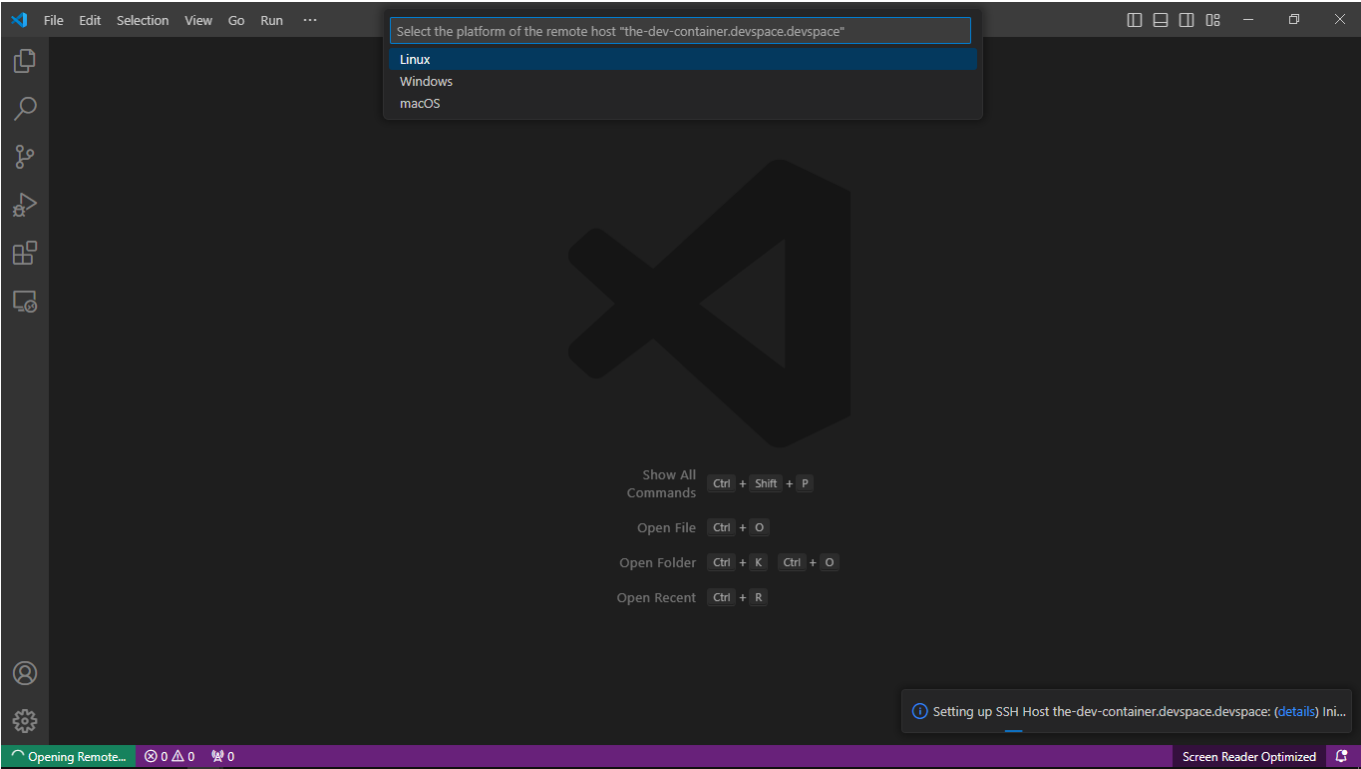 File Edit Selection View Go Run ···
Select the platform of the remote host "the-dev-container.devspace.devspace"
Linux
Windows
macOS
Show All Commands Ctrl + Shift + P
Open File Ctrl + O
Open Folder Ctrl + K Ctrl + O
Open Recent Ctrl + R
Setting up SSH Host the-dev-container.devspace.devspace: (details) Ini...
Opening Remote... 0 0 0 Screen Reader Optimized